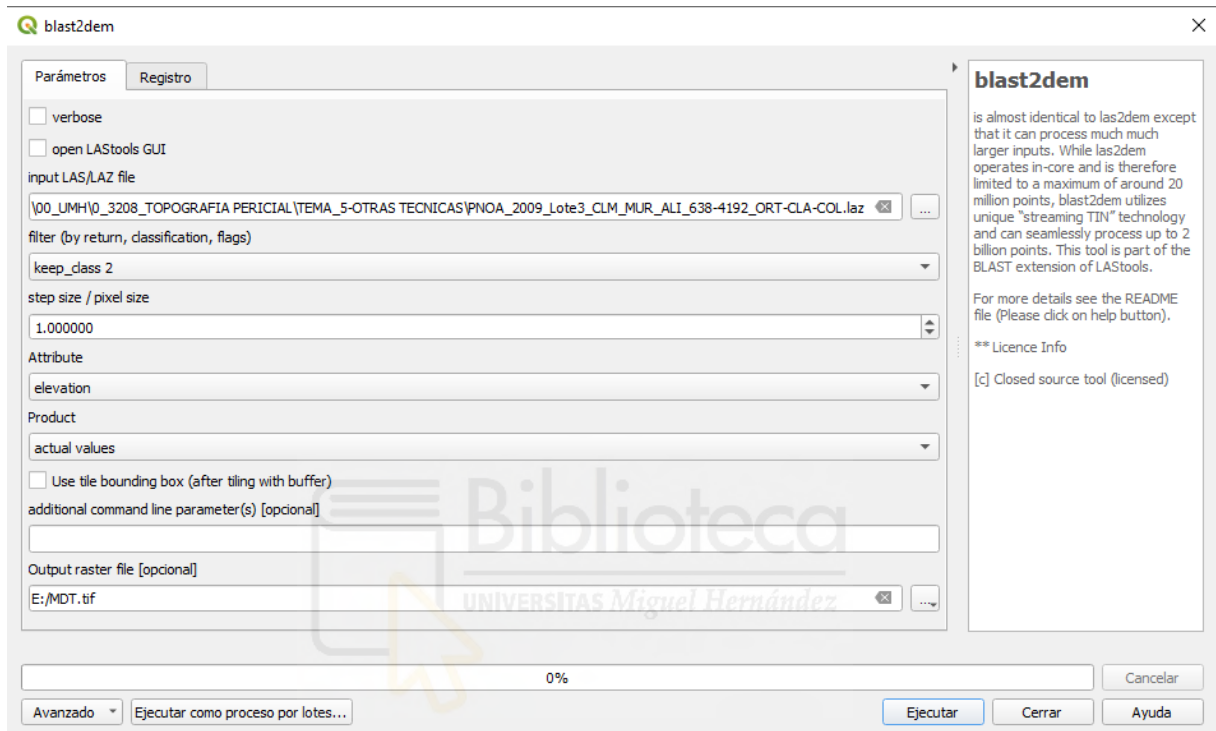 blast2dem
Parámetros
Registro
verbose
open LAStools GUI
input LAS/LAZ file
\00_UMH\0_3208_TOPOGRAFIA PERICIAL\TEMA_5-OTRAS TECNICAS\PNOA_2009_Lote3_CLM_MUR_ALI_638-4192_ORT-CLA-COL.laz
...
filter (by return, classification, flags)
keep_class 2
step size / pixel size
1.000000
Attribute
elevation
Product
actual values
Use tile bounding box (after tiling with buffer)
additional command line parameter(s) [opcional]
Output raster file [opcional]
E:/MDT.tif
...
blast2dem
is almost identical to las2dem except
that it can process much much
larger inputs. While las2dem
operates in-core and is therefore
limited to a maximum of around 20
million points, blast2dem utilizes
unique “streaming TIN” technology
and can seamlessly process up to 2
billion points. This tool is part of the
BLAST extension of LAStools.
For more details see the README
file (Please click on help button).
** Licence Info
[c] Closed source tool (licensed)
Biblioteca
UNIVERSITAS Miguel Hernández
0%
Cancelar
Avanzado
Ejecutar como proceso por lotes...
Ejecutar
Cerrar
Ayuda